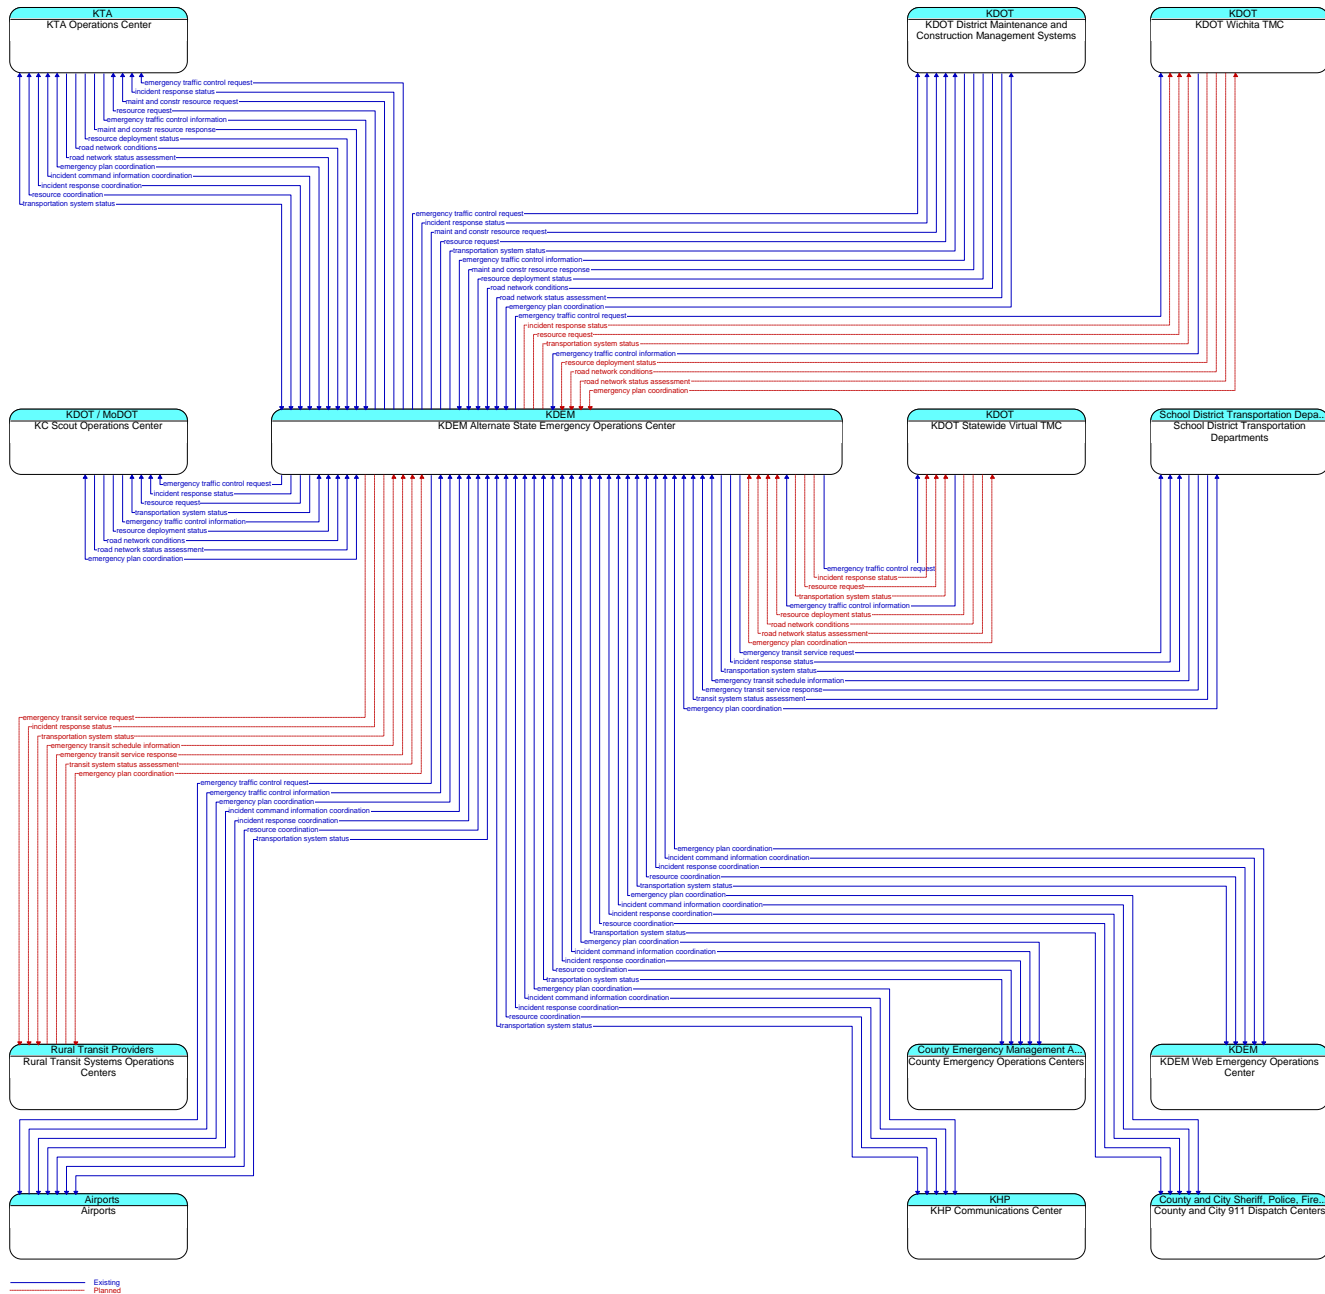 KTA
KTA Operations Center
KDOT
KDOT District Maintenance and
Construction Management Systems
KDOT
KDOT Wichita TMC
emergency traffic control request
incident response status
maint and constr resource request
resource request
emergency traffic control information
maint and constr resource response
resource deployment status
road network conditions
road network status assessment
emergency plan coordination
incident command information coordination
incident response coordination
resource coordination
transportation system status
emergency traffic control request
incident response status
maint and constr resource request
resource request
transportation system status
emergency traffic control information
maint and constr resource response
resource deployment status
road network conditions
road network status assessment
emergency plan coordination
emergency traffic control request
incident response status
resource request
transportation system status
emergency traffic control information
resource deployment status
road network conditions
road network status assessment
emergency plan coordination
KDOT / MoDOT
KC Scout Operations Center
KDEM
KDEM Alternate State Emergency Operations Center
KDOT
KDOT Statewide Virtual TMC
School District Transportation Depa...
School District Transportation
Departments
emergency traffic control request
incident response status
resource request
transportation system status
emergency traffic control information
resource deployment status
road network conditions
road network status assessment
emergency plan coordination
emergency traffic control request
incident response status
resource request
transportation system status
emergency traffic control information
resource deployment status
road network conditions
road network status assessment
emergency plan coordination
emergency transit service request
incident response status
transportation system status
emergency transit schedule information
emergency transit service response
transit system status assessment
emergency plan coordination
emergency transit service request
incident response status
transportation system status
emergency transit schedule information
emergency transit service response
transit system status assessment
emergency plan coordination
emergency traffic control request
emergency traffic control information
emergency plan coordination
incident command information coordination
incident response coordination
resource coordination
transportation system status
emergency plan coordination
incident command information coordination
incident response coordination
resource coordination
transportation system status
emergency plan coordination
incident command information coordination
incident response coordination
resource coordination
transportation system status
emergency plan coordination
incident command information coordination
incident response coordination
resource coordination
transportation system status
emergency plan coordination
incident command information coordination
incident response coordination
resource coordination
transportation system status
Rural Transit Providers
Rural Transit Systems Operations
Centers
County Emergency Management A...
County Emergency Operations Centers
KDEM
KDEM Web Emergency Operations
Center
Airports
Airports
KHP
KHP Communications Center
County and City Sheriff, Police, Fire...
County and City 911 Dispatch Centers
Existing
Planned